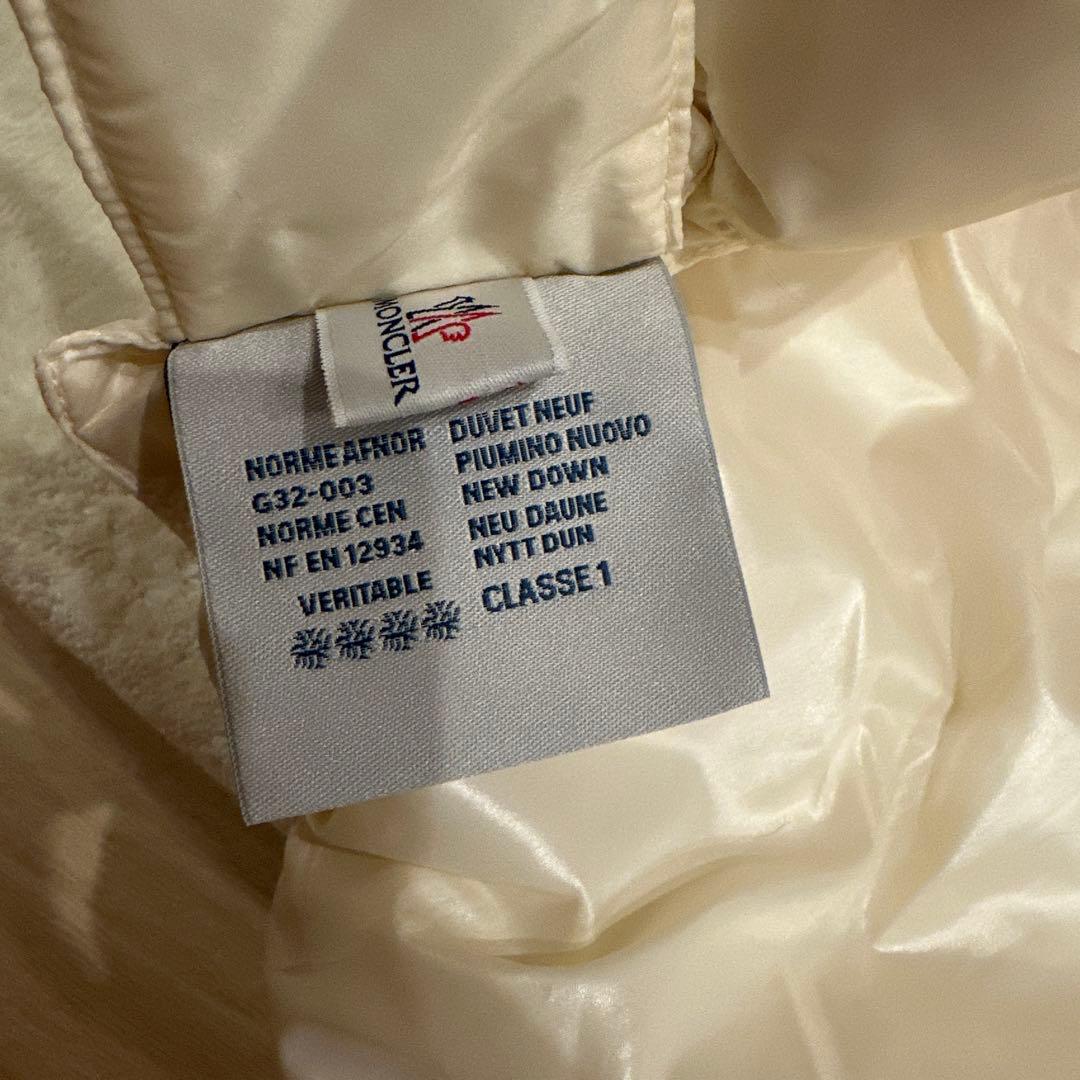 MONCLER
NORME AFNOR
G32-003
NORME CEN
NF EN 12934
VERITABLE
DUVET NEUF
PIUMINO NUOVO
NEW DOWN
NEU DAUNE
NYTT DUN
CLASSE 1